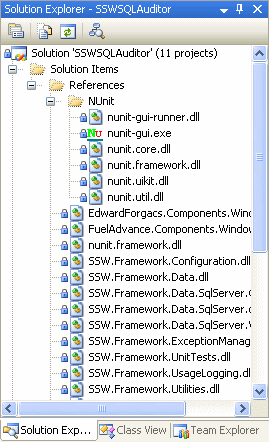 Solution Explorer - SSWSQLAuditor
Solution 'SSWSQLAuditor' (11 projects)
Solution Items
References
NUnit
nunit-gui-runner.dll
nunit-gui.exe
nunit.core.dll
nunit.framework.dll
nunit.uikit.dll
nunit.util.dll
EdwardForgacs.Components.Windo
FuelAdvance.Components.Window
nunit.framework.dll
SSW.Framework.Configuration.dll
SSW.Framework.Data.dll
SSW.Framework.Data.SqlServer.C
SSW.Framework.Data.SqlServer.G
SSW.Framework.Data.SqlServer.W
SSW.Framework.ExceptionManag
SSW.Framework.UnitTests.dll
SSW.Framework.UsageLogging.dll
SSW.Framework.Utilities.dll
Solution Exp... Class View Team Explorer